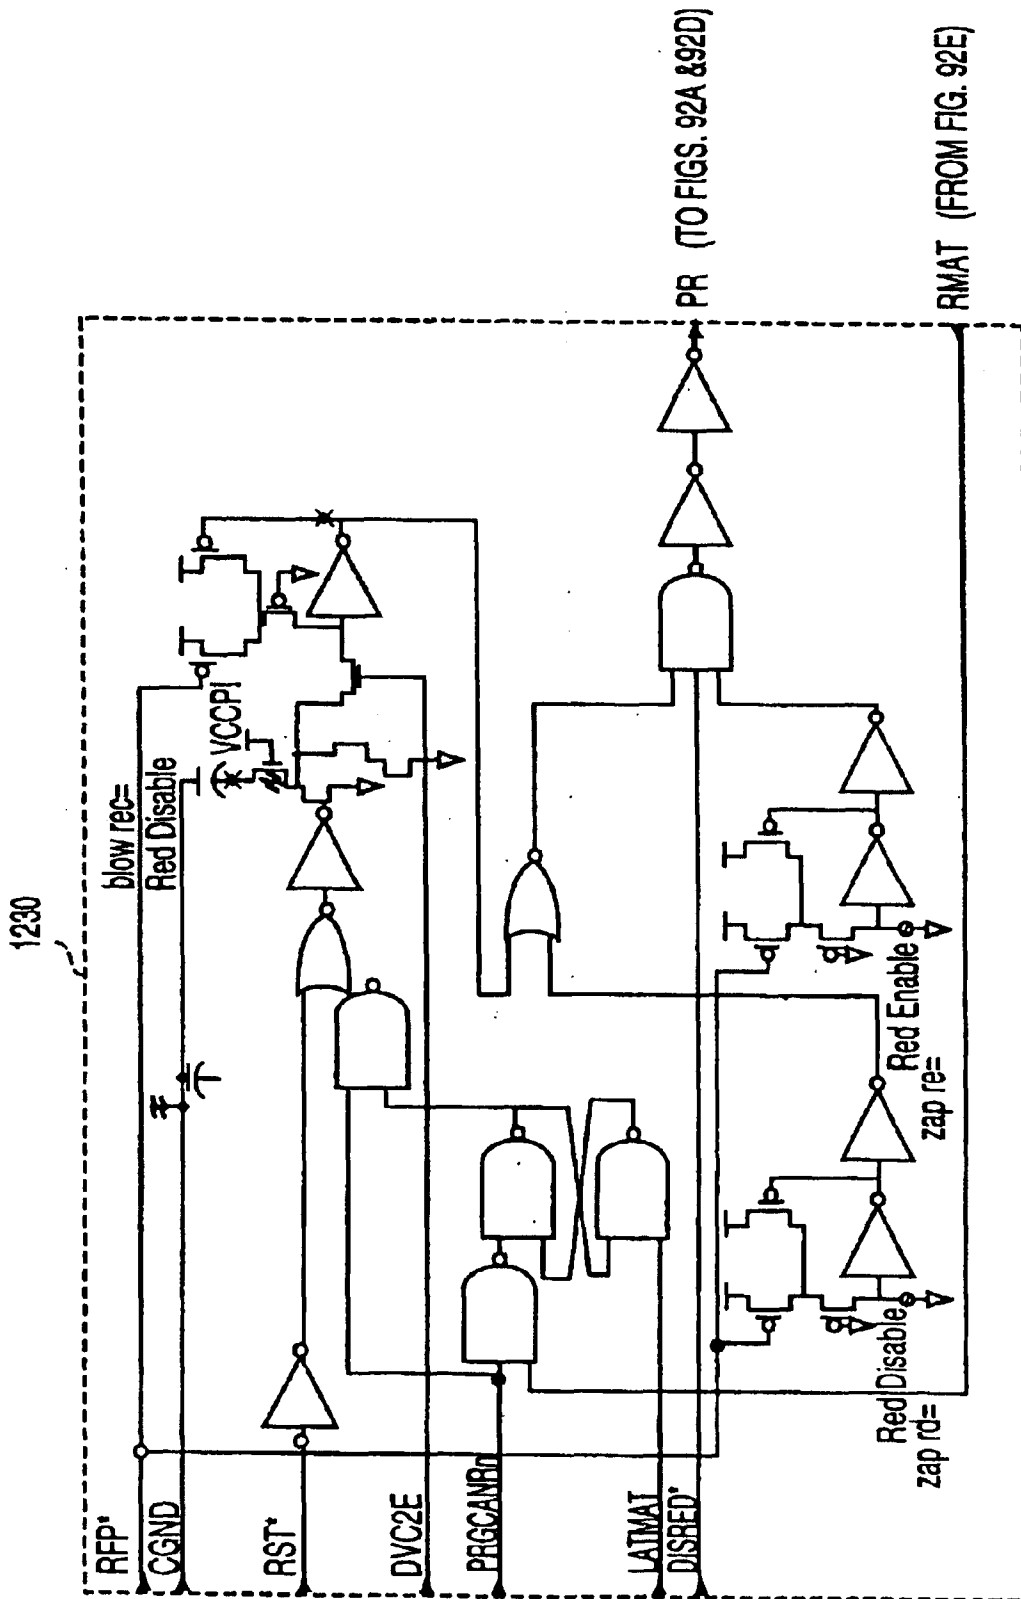 1230
RFP*
CGND
RST*
DVC2E
PRGCANRn
LATMAT
DISRED*
blow rec=
Red Disable
VCCPI
PR (TO FIGS. 92A &92D)
RMAT (FROM FIG. 92E)
Red Disable
zap rd=
Red Enable
zap re=